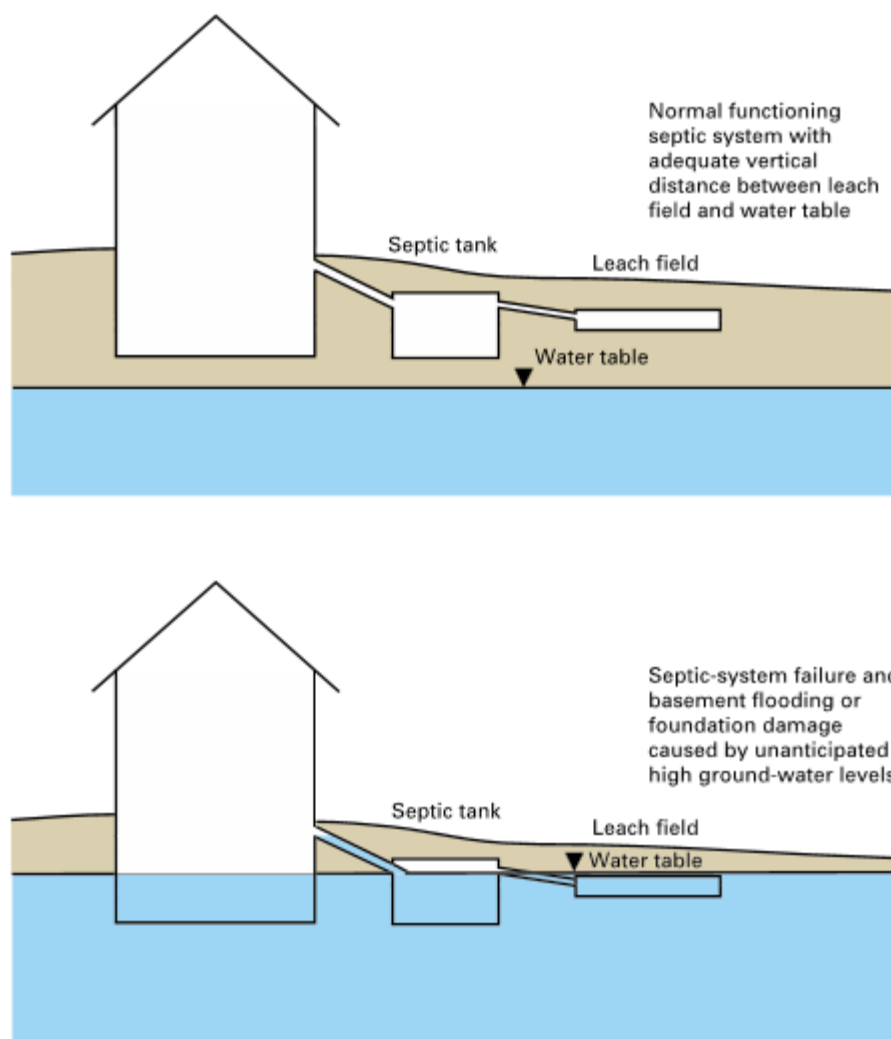 Normal functioning
septic system with
adequate vertical
distance between leach
field and water table
Septic tank
Leach field
Water table
Septic-system failure an
basement flooding or
foundation damage
caused by unanticipated
high ground-water levels
Septic tank
Leach field
Water table